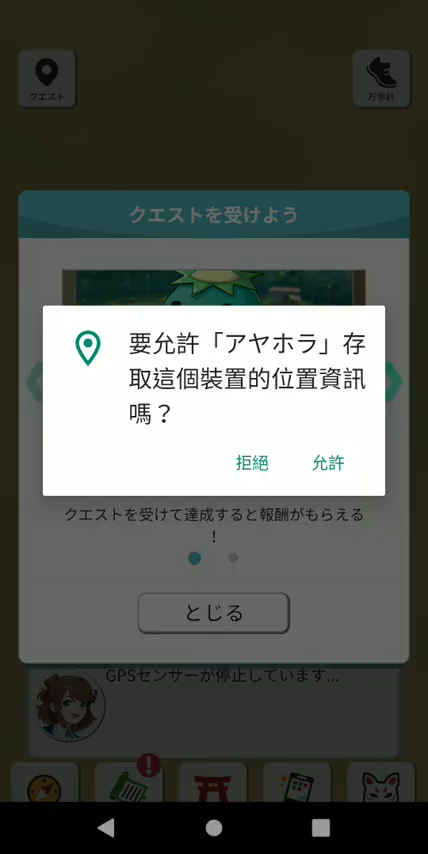 クエスト
万歩計
クエストを受けよう
要允許「アヤホラ」存
取這個裝置的位置資訊
嗎？
拒絕
允許
クエストを受けて達成すると報酬がもらえる
！
とじる
GPSセンサーが停止しています...